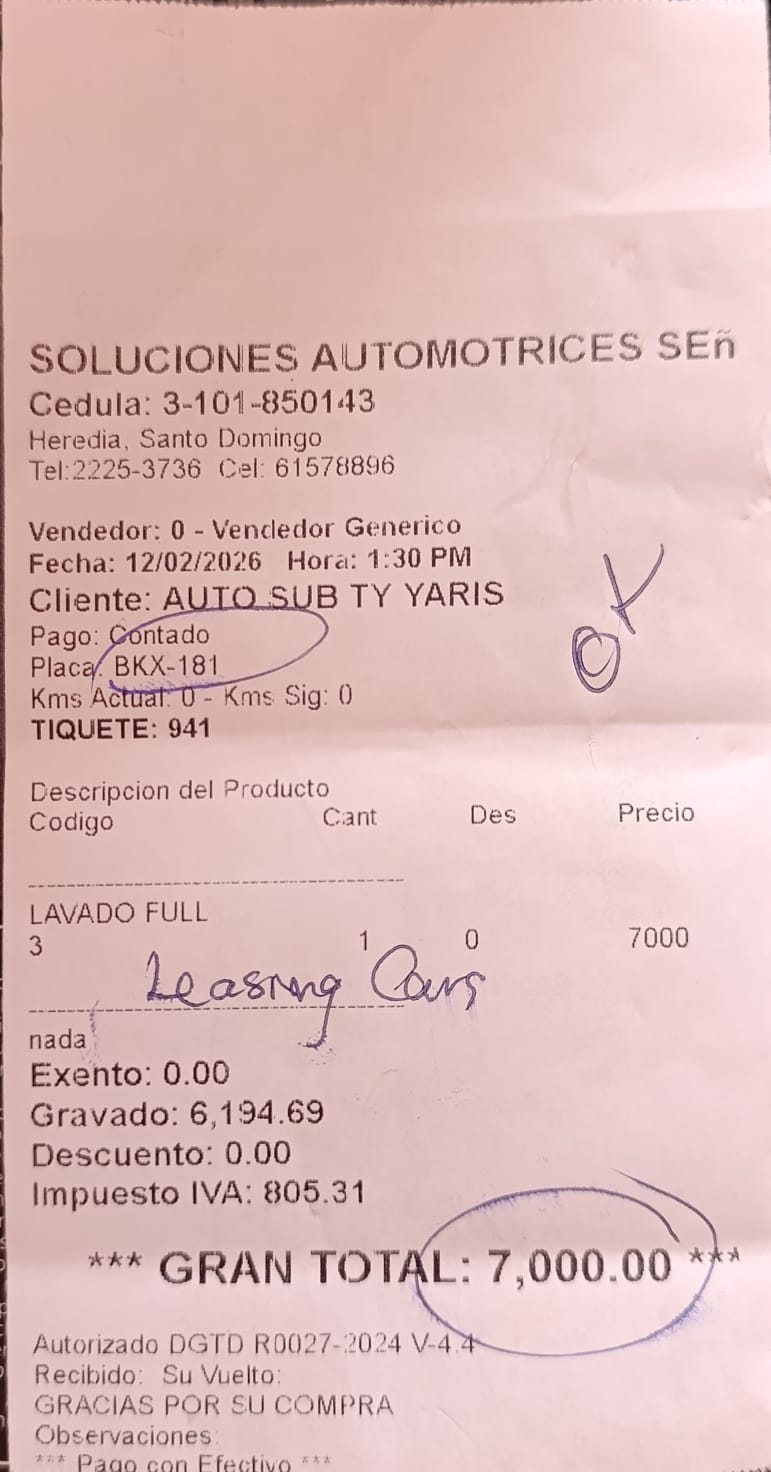 SOLUCIONES AUTOMOTRICES SEñ
Cedula: 3-101-850143
Heredia, Santo Domingo
Tel:2225-3736 Cel: 61578896
Vendedor: 0 - Vendedor Generico
Fecha: 12/02/2026 Hora: 1:30 PM
Cliente: AUTO SUB TY YARIS
Pago: Contado
Placa: BKX-181
Kms Actual: 0 - Kms Sig: 0
TIQUETE: 941
OK
Descripcion del Producto
Codigo Cant Des Precio
LAVADO FULL
3 1 0 7000
Leasing Cars
nada
Exento: 0.00
Gravado: 6,194.69
Descuento: 0.00
Impuesto IVA: 805.31
*** GRAN TOTAL: 7,000.00 ***
Autorizado DGTD R0027-2024 V-4.4
Recibido: Su Vuelto:
GRACIAS POR SU COMPRA
Observaciones:
*** Pago con Efectivo ***